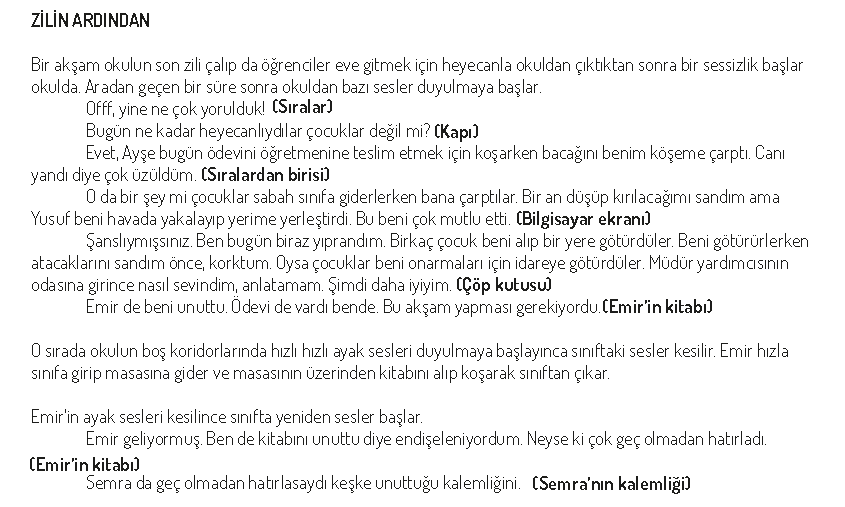 ZİLİN ARDINDAN
Bir akşam okulun son zili çalıp da öğrenciler eve gitmek için heyecanla okuldan çıktıktan sonra bir sessizlik başlar
okulda. Aradan geçen bir süre sonra okuldan bazı sesler duyulmaya başlar.
Offf, yine ne çok yorulduk! (Sıralar)
Bugün ne kadar heyecanlıydılar çocuklar değil mi? (Kapı)
Evet, Ayşe bugün ödevini öğretmenine teslim etmek için koşarken bacağını benim köşeme çarptı. Canı
yandı diye çok üzüldüm. (Sıralardan birisi)
O da bir şey mi çocuklar sabah sınıfa giderlerken bana çarptılar. Bir an düşüp kırılacağımı sandım ama
Yusuf beni havada yakalayıp yerime yerleştirdi. Bu beni çok mutlu etti. (Bilgisayar ekranı)
Şanslıymışsınız. Ben bugün biraz yıprandım. Birkaç çocuk beni alıp bir yere götürdüler. Beni götürürlerken
atacaklarını sandım önce, korktum. Oysa çocuklar beni onarmaları için idareye götürdüler. Müdür yardımcısının
odasına girince nasıl sevindim, anlatamam. Şimdi daha iyiyim. (Çöp kutusu)
Emir de beni unuttu. Ödevi de vardı bende. Bu akşam yapması gerekiyordu.(Emir'in kitabı)
O sırada okulun boş koridorlarında hızlı hızlı ayak sesleri duyulmaya başlayınca sınıftaki sesler kesilir. Emir hızla
sınıfa girip masasına gider ve masasının üzerinden kitabını alıp koşarak sınıftan çıkar.
Emir'in ayak sesleri kesilince sınıfta yeniden sesler başlar.
Emir geliyormuş. Ben de kitabını unuttu diye endişeleniyordum. Neyse ki çok geç olmadan hatırladı.
(Emir'in kitabı)
Semra da geç olmadan hatırlasaydı keşke unuttuğu kalemliğini. (Semra'nın kalemliği)